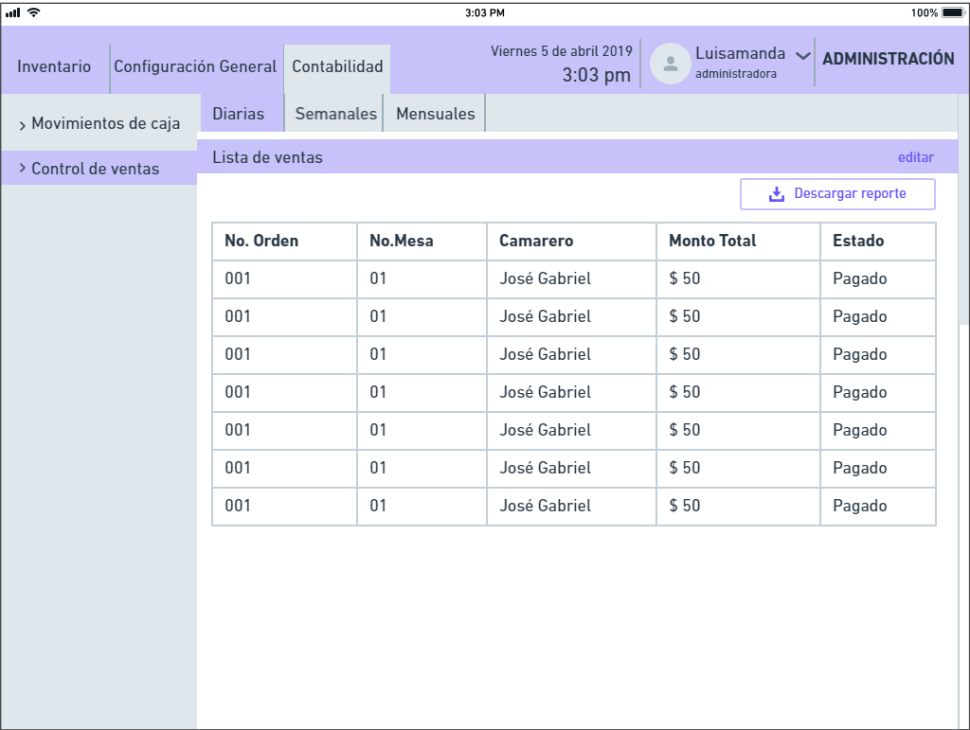 3:03 PM 100%
Inventario Configuración General Contabilidad Viernes 5 de abril 2019 3:03 pm Luisamanda administradora ADMINISTRACIÓN
Movimientos de caja
Control de ventas
Diarias Semanales Mensuales
Lista de ventas editar
Descargar reporte
No. Orden No.Mesa Camarero Monto Total Estado
001 01 José Gabriel $ 50 Pagado
001 01 José Gabriel $ 50 Pagado
001 01 José Gabriel $ 50 Pagado
001 01 José Gabriel $ 50 Pagado
001 01 José Gabriel $ 50 Pagado
001 01 José Gabriel $ 50 Pagado
001 01 José Gabriel $ 50 Pagado